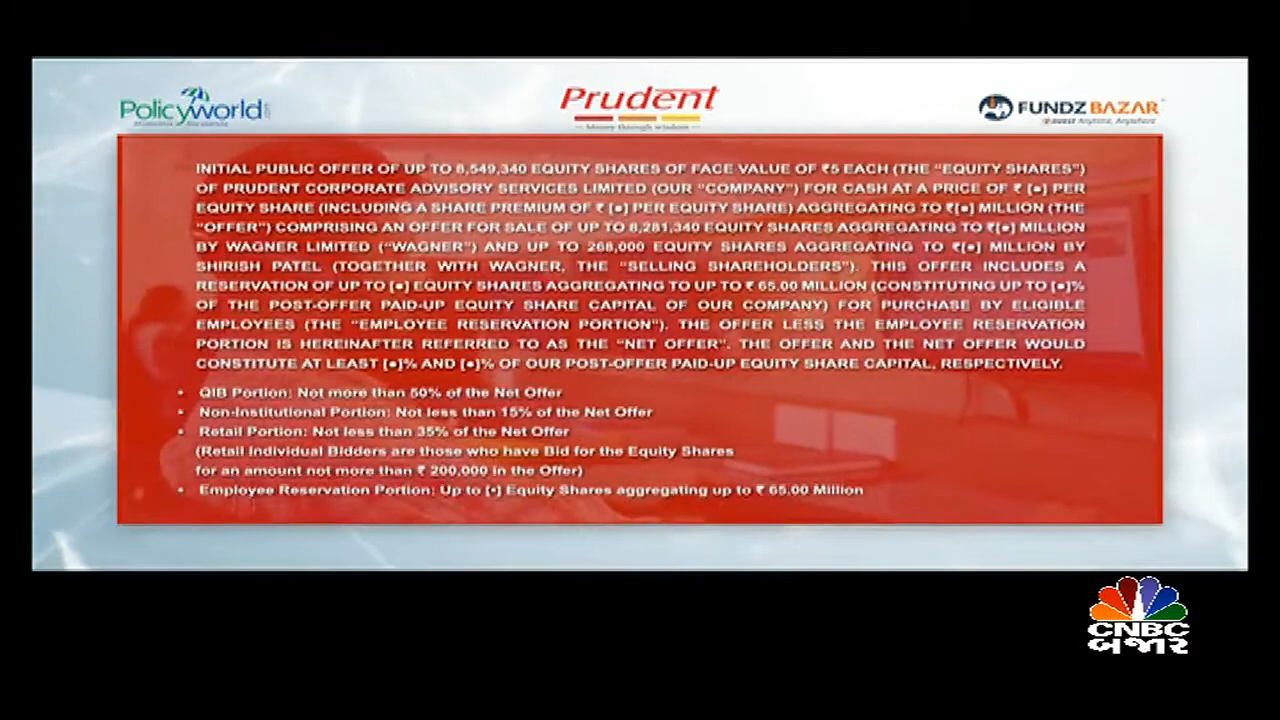 Policyworld
Prudent
Money through wisdom
FUNDZBAZAR
Invest Anytime, Anywhere
INITIAL PUBLIC OFFER OF UP TO 8,549,340 EQUITY SHARES OF FACE VALUE OF ₹5 EACH (THE “EQUITY SHARES”)
OF PRUDENT CORPORATE ADVISORY SERVICES LIMITED (OUR “COMPANY”) FOR CASH AT A PRICE OF ₹ [●] PER
EQUITY SHARE (INCLUDING A SHARE PREMIUM OF ₹ [●] PER EQUITY SHARE) AGGREGATING TO ₹[●] MILLION (THE
“OFFER”) COMPRISING AN OFFER FOR SALE OF UP TO 8,281,340 EQUITY SHARES AGGREGATING TO ₹[●] MILLION
BY WAGNER LIMITED (“WAGNER”) AND UP TO 268,000 EQUITY SHARES AGGREGATING TO ₹[●] MILLION BY
SHIRISH PATEL (TOGETHER WITH WAGNER, THE “SELLING SHAREHOLDERS”). THIS OFFER INCLUDES A
RESERVATION OF UP TO [●] EQUITY SHARES AGGREGATING TO UP TO ₹ 65.00 MILLION (CONSTITUTING UP TO [●]%
OF THE POST-OFFER PAID-UP EQUITY SHARE CAPITAL OF OUR COMPANY) FOR PURCHASE BY ELIGIBLE
EMPLOYEES (THE “EMPLOYEE RESERVATION PORTION”). THE OFFER LESS THE EMPLOYEE RESERVATION
PORTION IS HEREINAFTER REFERRED TO AS THE “NET OFFER”. THE OFFER AND THE NET OFFER WOULD
CONSTITUTE AT LEAST [●]% AND [●]% OF OUR POST-OFFER PAID-UP EQUITY SHARE CAPITAL, RESPECTIVELY.
• QIB Portion: Not more than 50% of the Net Offer
• Non-Institutional Portion: Not less than 15% of the Net Offer
• Retail Portion: Not less than 35% of the Net Offer
(Retail Individual Bidders are those who have Bid for the Equity Shares
for an amount not more than ₹ 200,000 in the Offer)
• Employee Reservation Portion: Up to [•] Equity Shares aggregating up to ₹ 65.00 Million
CNBC
બજાર